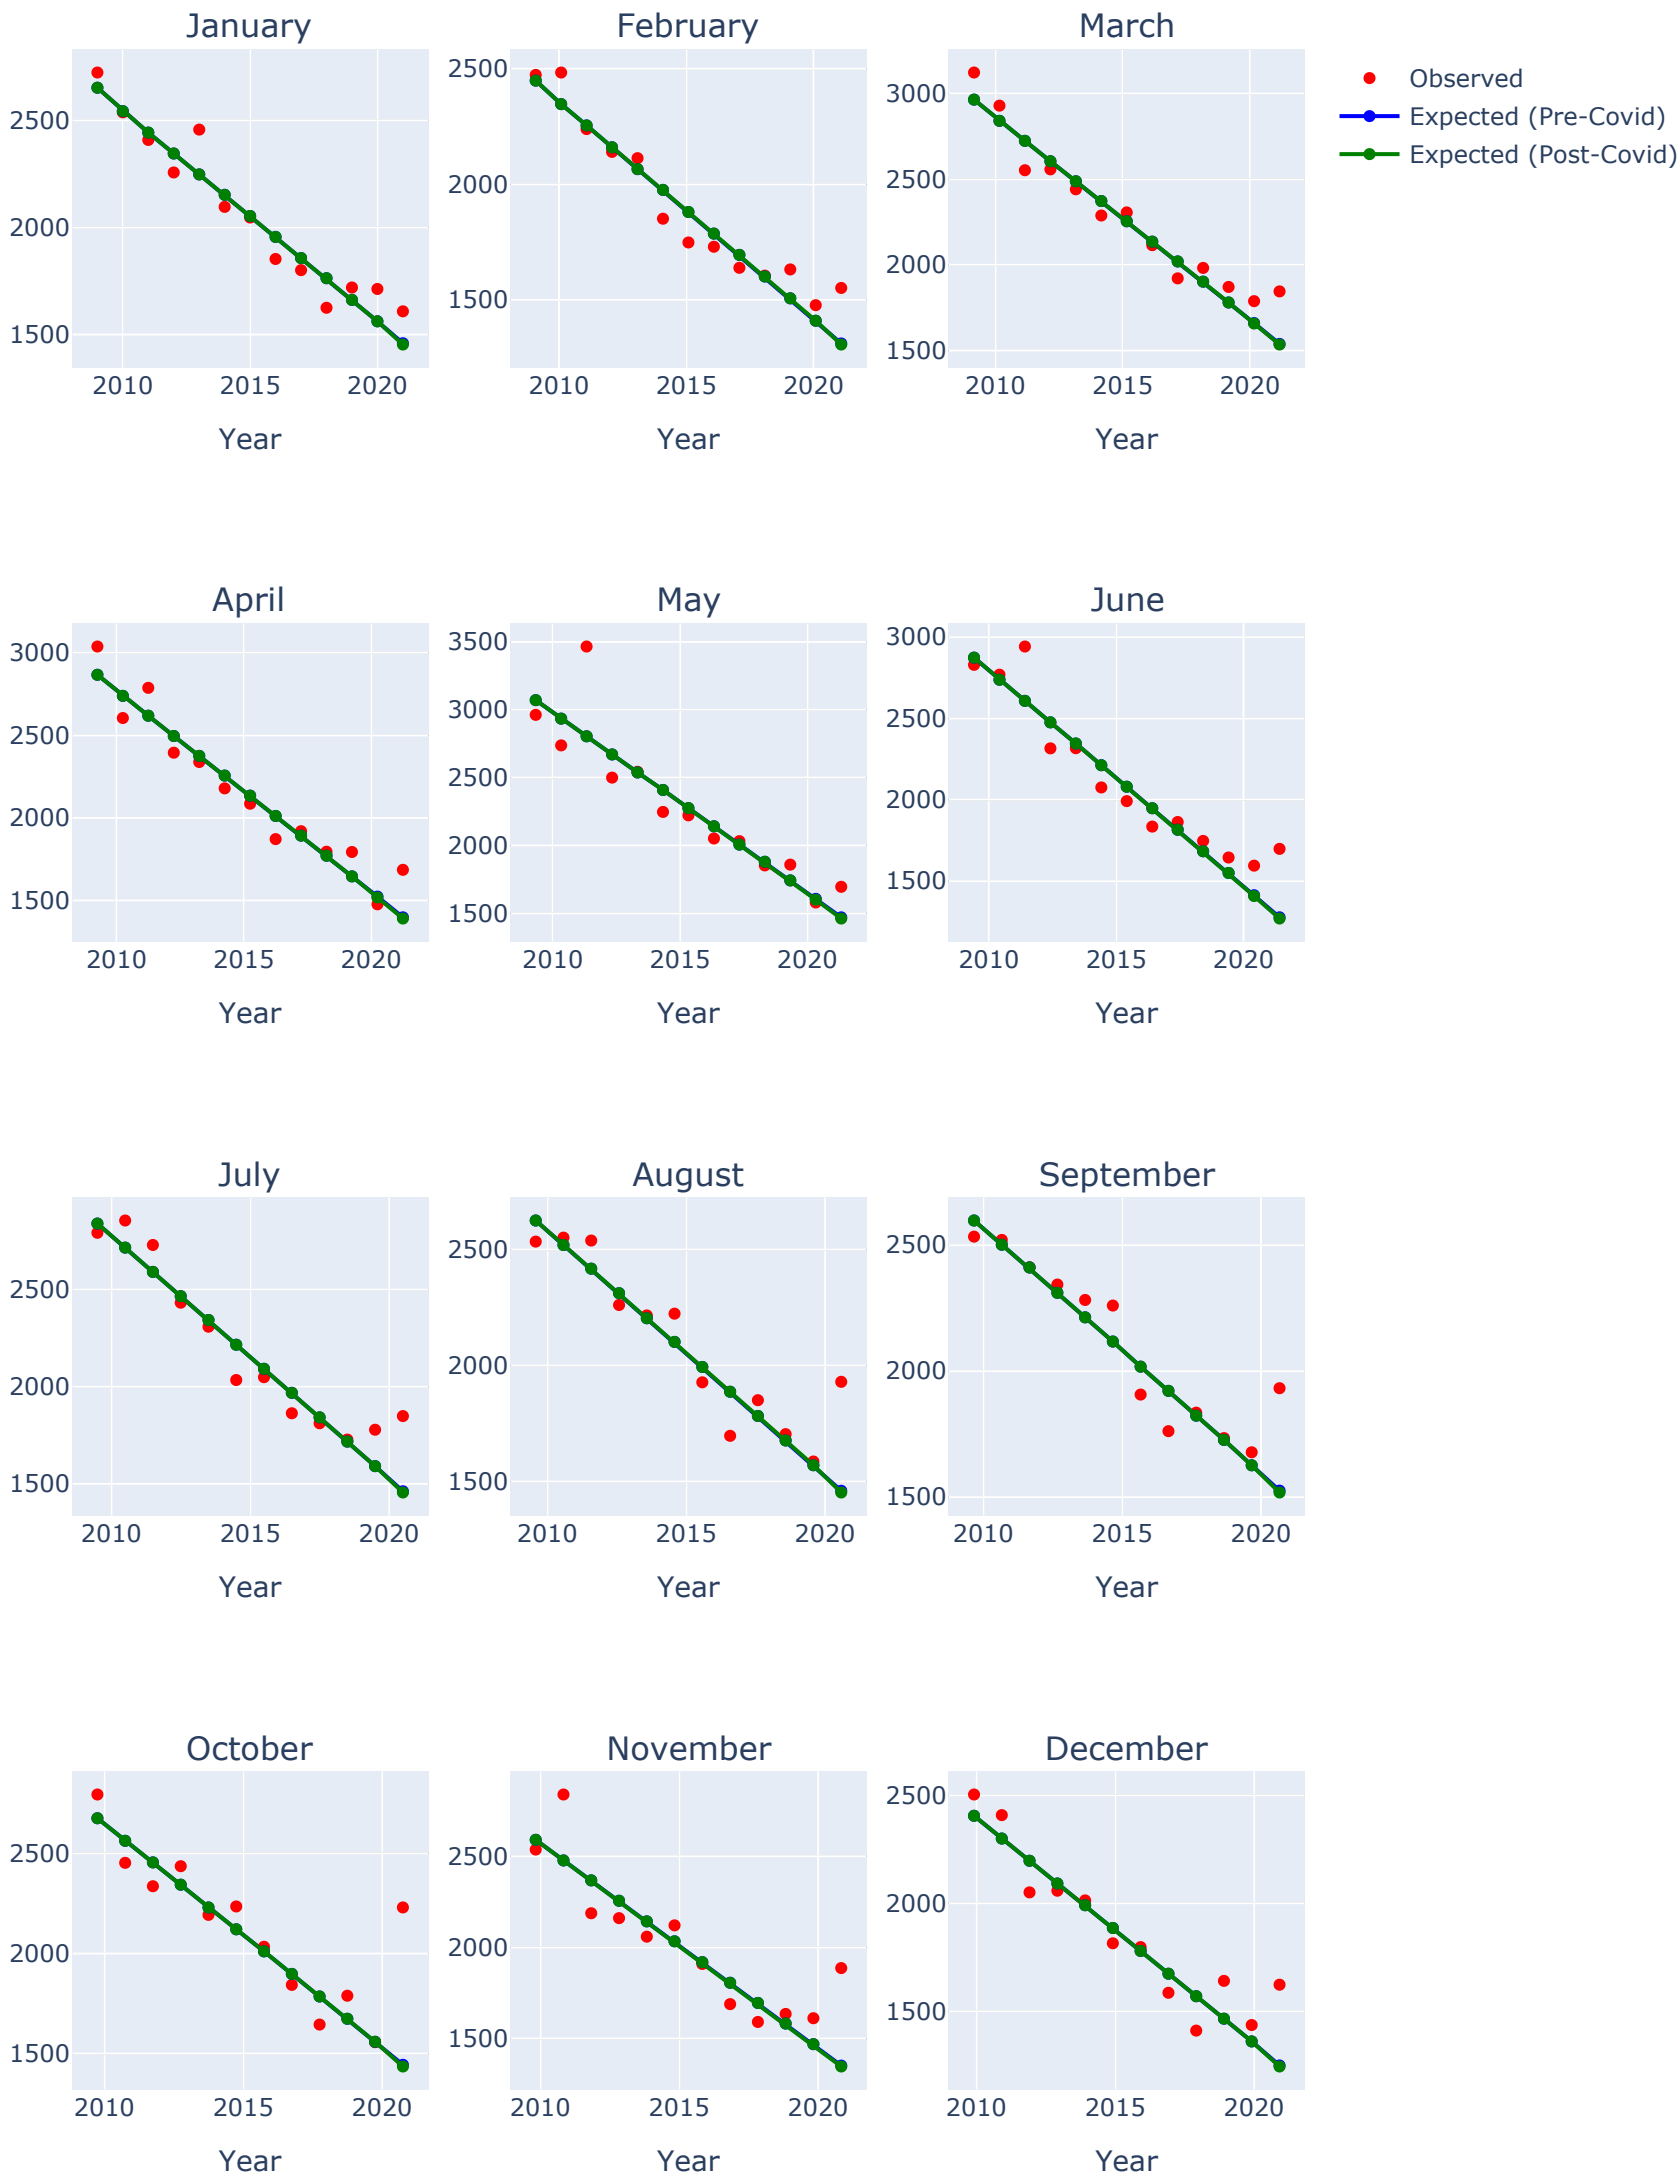 January
February
March
Observed
Expected (Pre-Covid)
Expected (Post-Covid)
2500
2000
1500
2500
2000
1500
3000
2500
2000
1500
2010 2015 2020
2010 2015 2020
2010 2015 2020
Year
Year
Year
April
May
June
3000
2500
2000
1500
3500
3000
2500
2000
1500
3000
2500
2000
1500
2010 2015 2020
2010 2015 2020
2010 2015 2020
Year
Year
Year
July
August
September
2500
2000
1500
2500
2000
1500
2500
2000
1500
2010 2015 2020
2010 2015 2020
2010 2015 2020
Year
Year
Year
October
November
December
2500
2000
1500
2500
2000
1500
2500
2000
1500
2010 2015 2020
2010 2015 2020
2010 2015 2020
Year
Year
Year